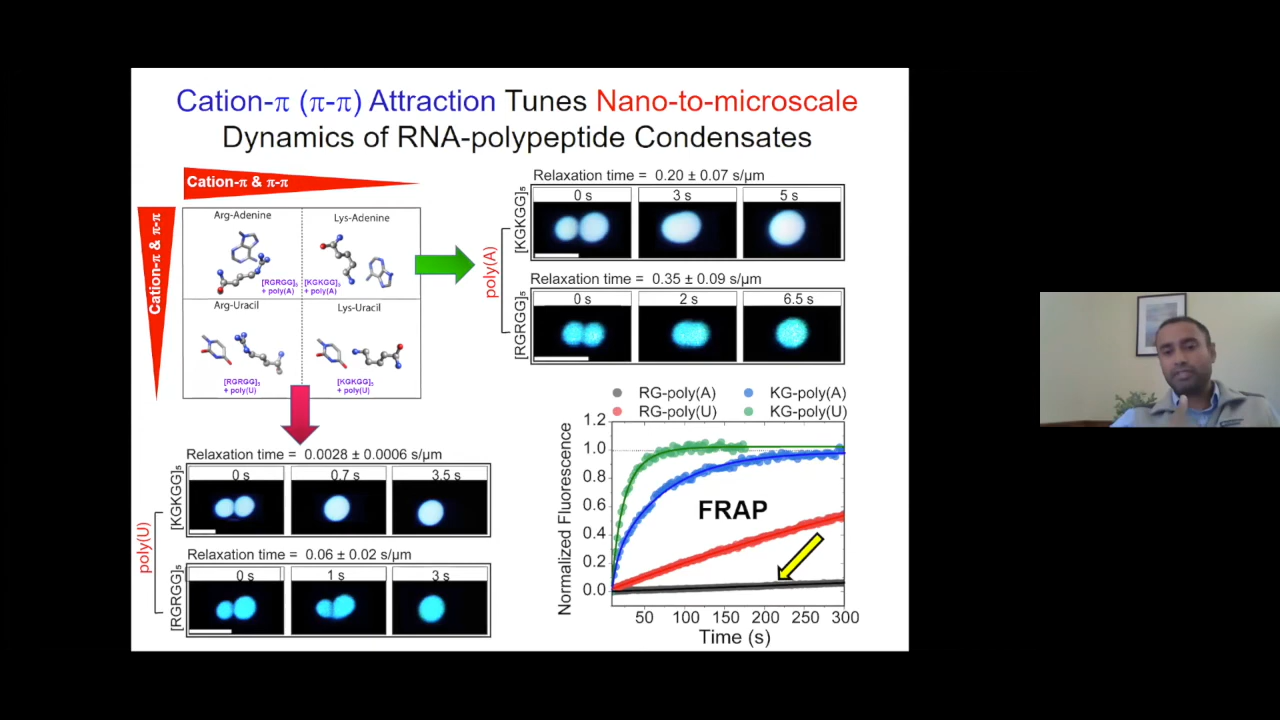 Cation-π (π-π) Attraction Tunes Nano-to-microscale
Dynamics of RNA-polypeptide Condensates
Cation-π & π-π
Cation-π & π-π
Arg-Adenine
Lys-Adenine
[RGRGG]₅
+ poly(A)
[KGKGG]₅
+ poly(A)
Arg-Uracil
Lys-Uracil
[RGRGG]₅
+ poly(U)
[KGKGG]₅
+ poly(U)
Relaxation time = 0.20 ± 0.07 s/μm
poly(A)
[KGKGG]₅
0 s
3 s
5 s
Relaxation time = 0.35 ± 0.09 s/μm
[RGRGG]₅
0 s
2 s
6.5 s
Relaxation time = 0.0028 ± 0.0006 s/μm
poly(U)
[KGKGG]₅
0 s
0.7 s
3.5 s
Relaxation time = 0.06 ± 0.02 s/μm
[RGRGG]₅
0 s
1 s
3 s
RG-poly(A)
KG-poly(A)
RG-poly(U)
KG-poly(U)
Normalized Fluorescence
1.2
1.0
0.8
0.6
0.4
0.2
0.0
FRAP
50 100 150 200 250 300
Time (s)